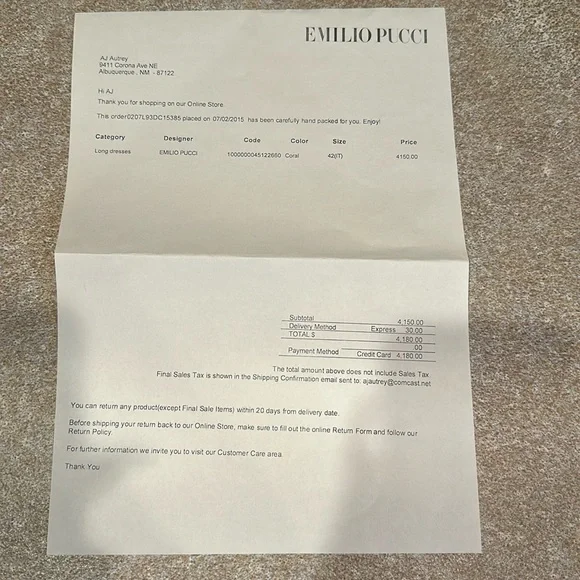 EMILIO PUCCI
AJ Autrey
9411 Corona Ave NE
Albuquerque, NM - 87122
Hi AJ
Thank you for shopping on our Online Store.
This order0207L93DC15385 placed on 07/02/2015 has been carefully hand packed for you. Enjoy!
Category Designer Code Color Size Price
Long dresses EMILIO PUCCI 1000000045122660 Coral 42(IT) 4150.00
Subtotal 4,150.00
Delivery Method Express 30.00
TOTAL $ 4,180.00
.00
Payment Method Credit Card 4,180.00
The total amount above does not include Sales Tax
Final Sales Tax is shown in the Shipping Confirmation email sent to: ajautrey@comcast.net
You can return any product(except Final Sale Items) within 20 days from delivery date.
Before shipping your return back to our Online Store, make sure to fill out the online Return Form and follow our
Return Policy
For further information we invite you to visit our Customer Care area.
Thank You